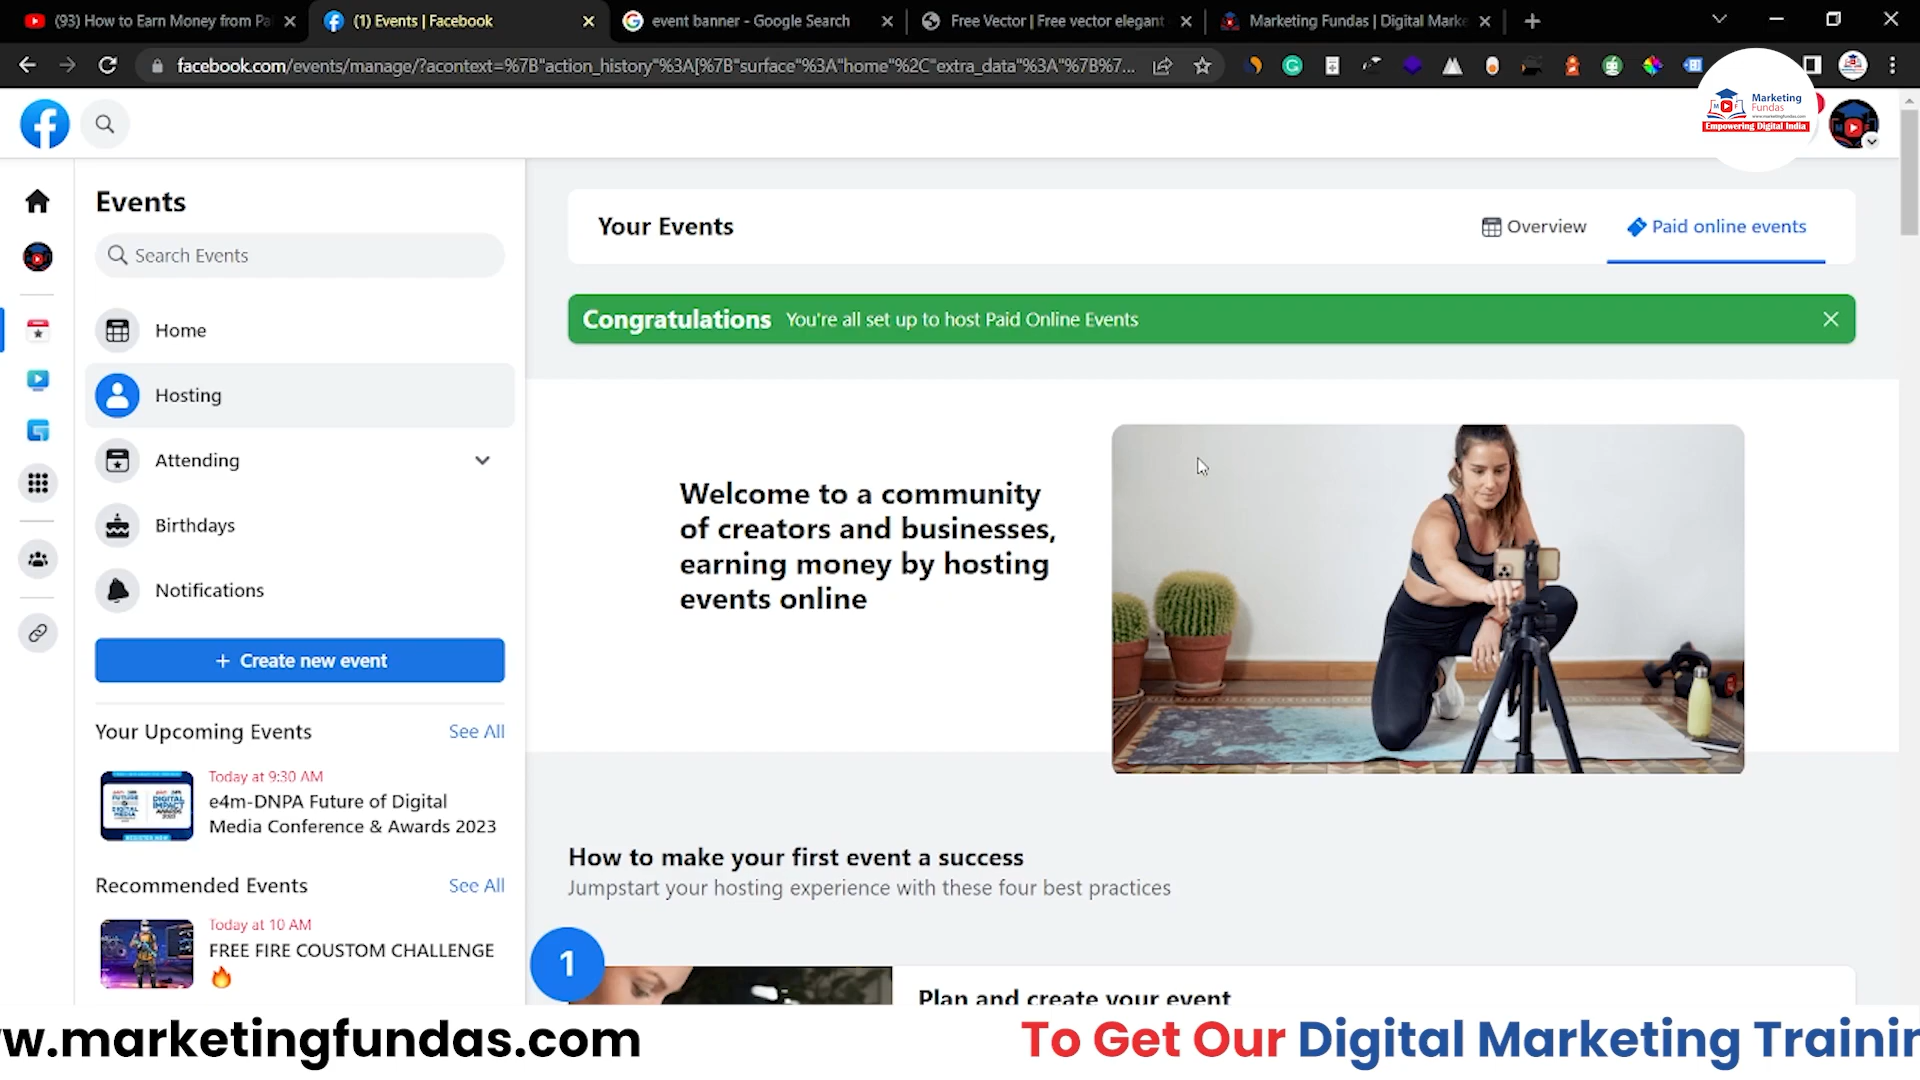 (93) How to Earn Money from Pa
(1) Events | Facebook
event banner - Google Search
Free Vector | Free vector elegant
Marketing Fundas | Digital Marke
facebook.com/events/manage/?acontext=%7B"action_history"%3A[%7B"surface"%3A"home"%2C"extra_data"%3A"%7B%7...
Marketing
Fundas
www.marketingfundas.com
Empowering Digital India
Events
Search Events
Home
Hosting
Attending
Birthdays
Notifications
+ Create new event
Your Upcoming Events See All
Today at 9:30 AM
e4m-DNPA Future of Digital
Media Conference & Awards 2023
Recommended Events See All
Today at 10 AM
FREE FIRE COUSTOM CHALLENGE
🔥
Your Events
Overview
Paid online events
Congratulations You're all set up to host Paid Online Events
Welcome to a community
of creators and businesses,
earning money by hosting
events online
How to make your first event a success
Jumpstart your hosting experience with these four best practices
1
Plan and create your event
w.marketingfundas.com
To Get Our Digital Marketing Trainin